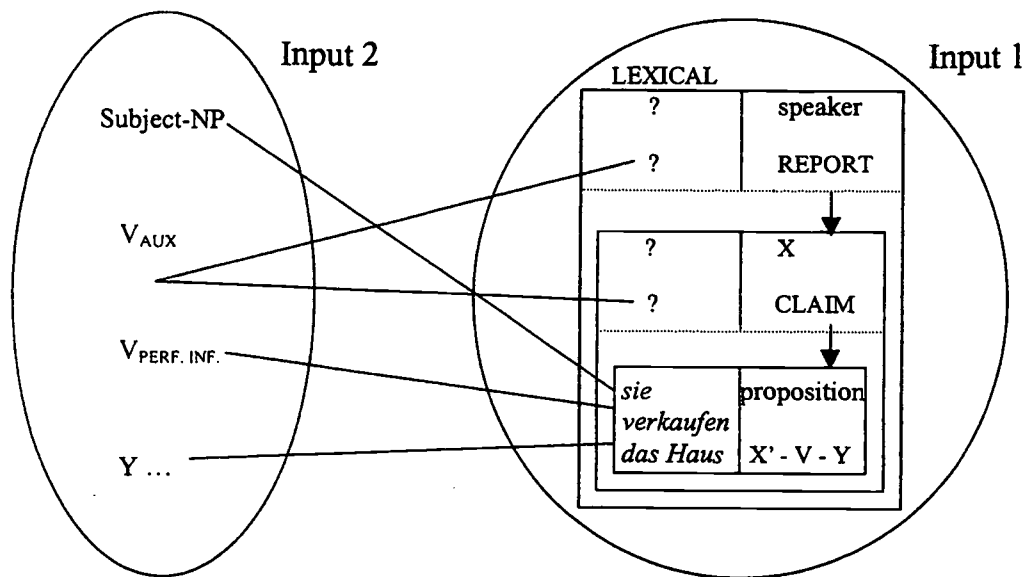 Input 2
Subject-NP
V_AUX
V_PERF. INF.
Y ...
Input 1
LEXICAL
? speaker
? REPORT
? X
? CLAIM
sie proposition
verkaufen
das Haus X' - V - Y